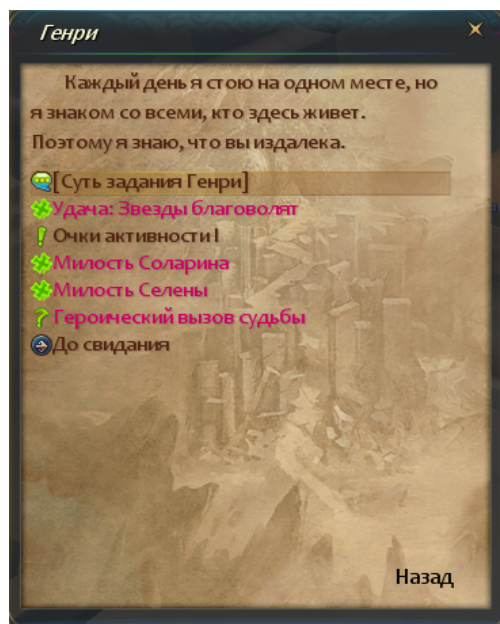 Генри
Каждый день я стою на одном месте, но
я знаком со всеми, кто здесь живет.
Поэтому я знаю, что вы издалека.
[Суть задания Генри]
Удача: Звезды благоволят
Очки активности I
Милость Соларина
Милость Селены
Героический вызов судьбы
До свидания
Назад